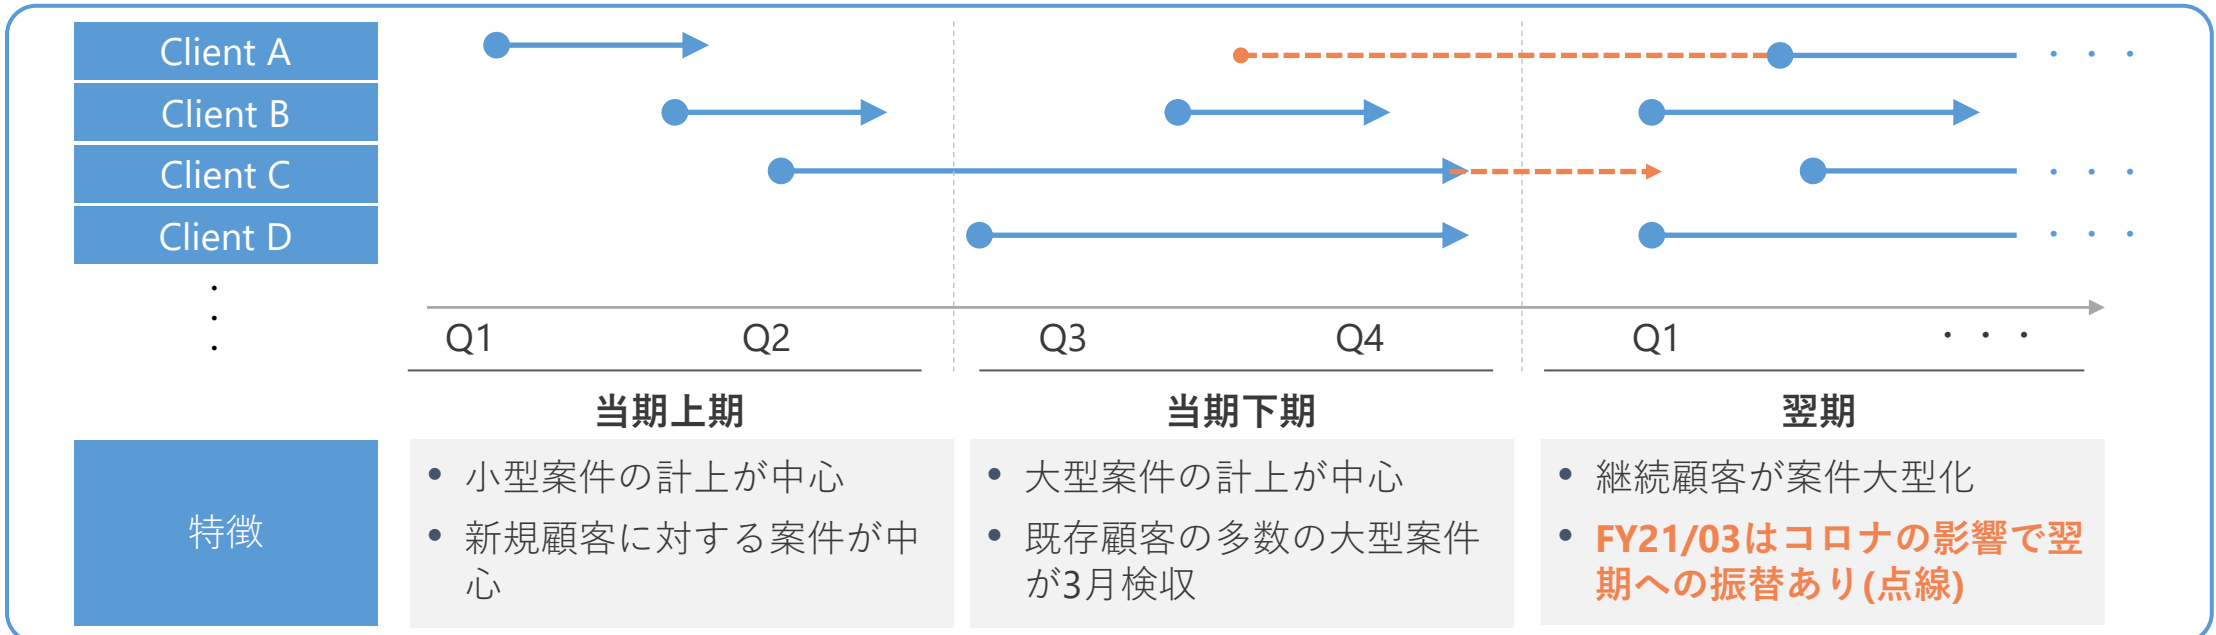 Client A
・・・
Client B
Client C
・・・
Client D
・・・
・
・
・
Q1
Q2
Q3
Q4
Q1
・・・
当期上期
当期下期
翌期
特徴
• 小型案件の計上が中心
• 新規顧客に対する案件が中
心
• 大型案件の計上が中心
• 既存顧客の多数の大型案件
が3月検収
• 継続顧客が案件大型化
• FY21/03はコロナの影響で翌
期への振替あり(点線)